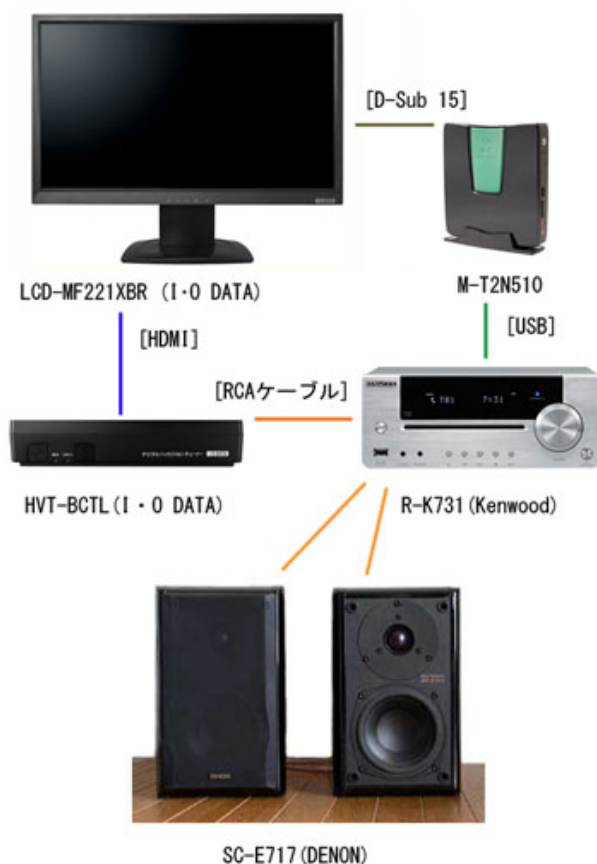 [D-Sub 15]
LCD-MF221XBR (I・O DATA)
M-T2N510
[HDMI]
[USB]
[RCAケーブル]
HVT-BCTL(I・O DATA)
R-K731(Kenwood)
DENON
SC-E717(DENON)